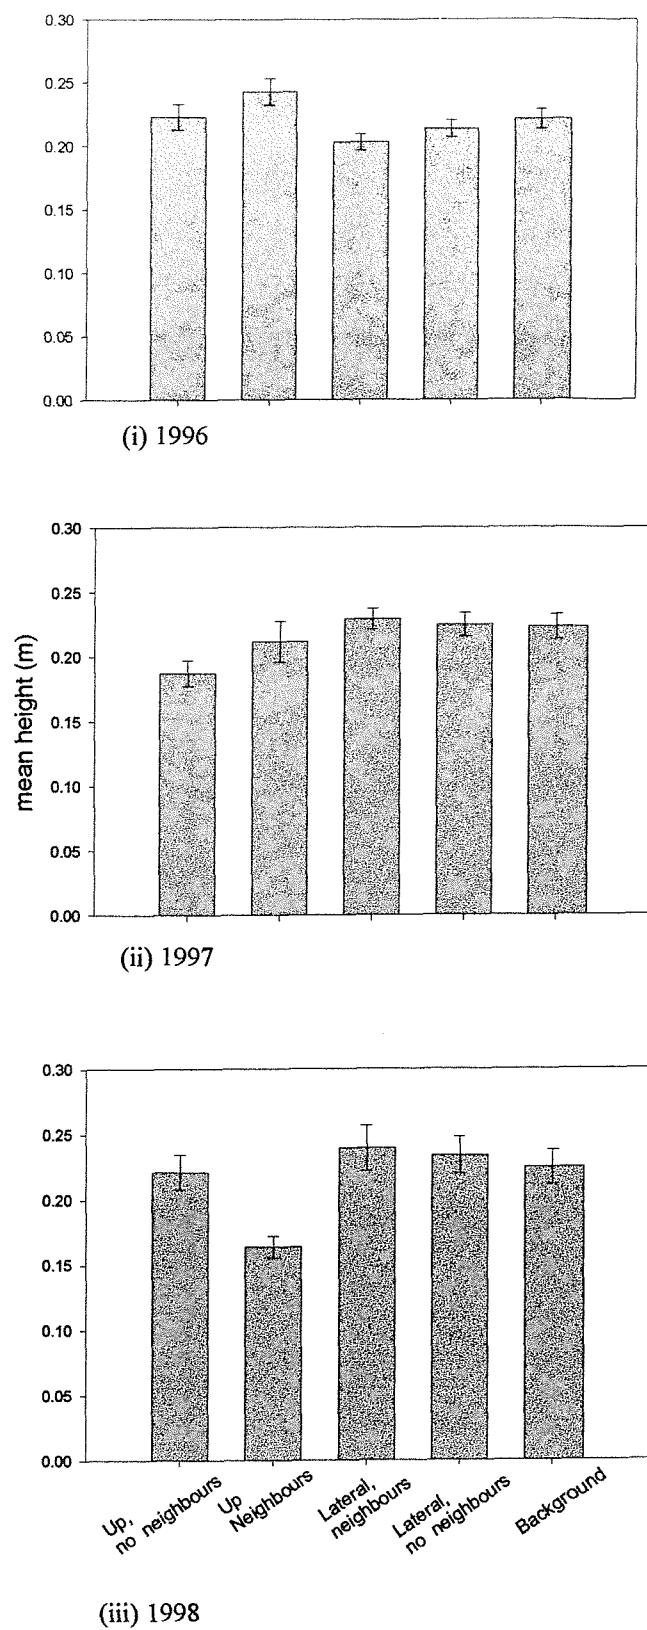 0.30
0.25
0.20
0.15
0.10
0.05
0.00
(i) 1996
mean height (m)
0.30
0.25
0.20
0.15
0.10
0.05
0.00
(ii) 1997
0.30
0.25
0.20
0.15
0.10
0.05
0.00
Up,
no neighbours
Up
Neighbours
Lateral,
neighbours
Lateral,
no neighbours
Background
(iii) 1998